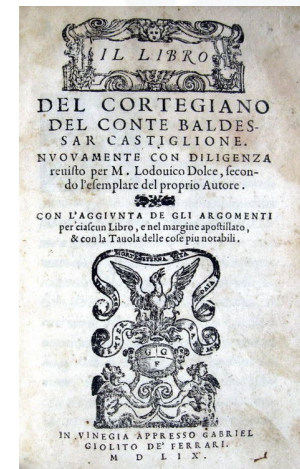 IL LIBRO
DEL CORTEGIANO
DEL CONTE BALDES-
SAR CASTIGLIONE.
NVOVAMENTE CON DILIGENZA
reuisto per M. Lodouico Dolce, secon-
do l'esemplare del proprio Autore.
CON L'AGGIVNTA DE GLI ARGOMENTI
per ciascun Libro, e nel margine apostillato,
& con la Tauola delle cose piu notabili.
SEMPER
G G
F
IN VINEGIA APPRESSO GABRIEL
GIOLITO DE' FERRARI.
M D LIX.